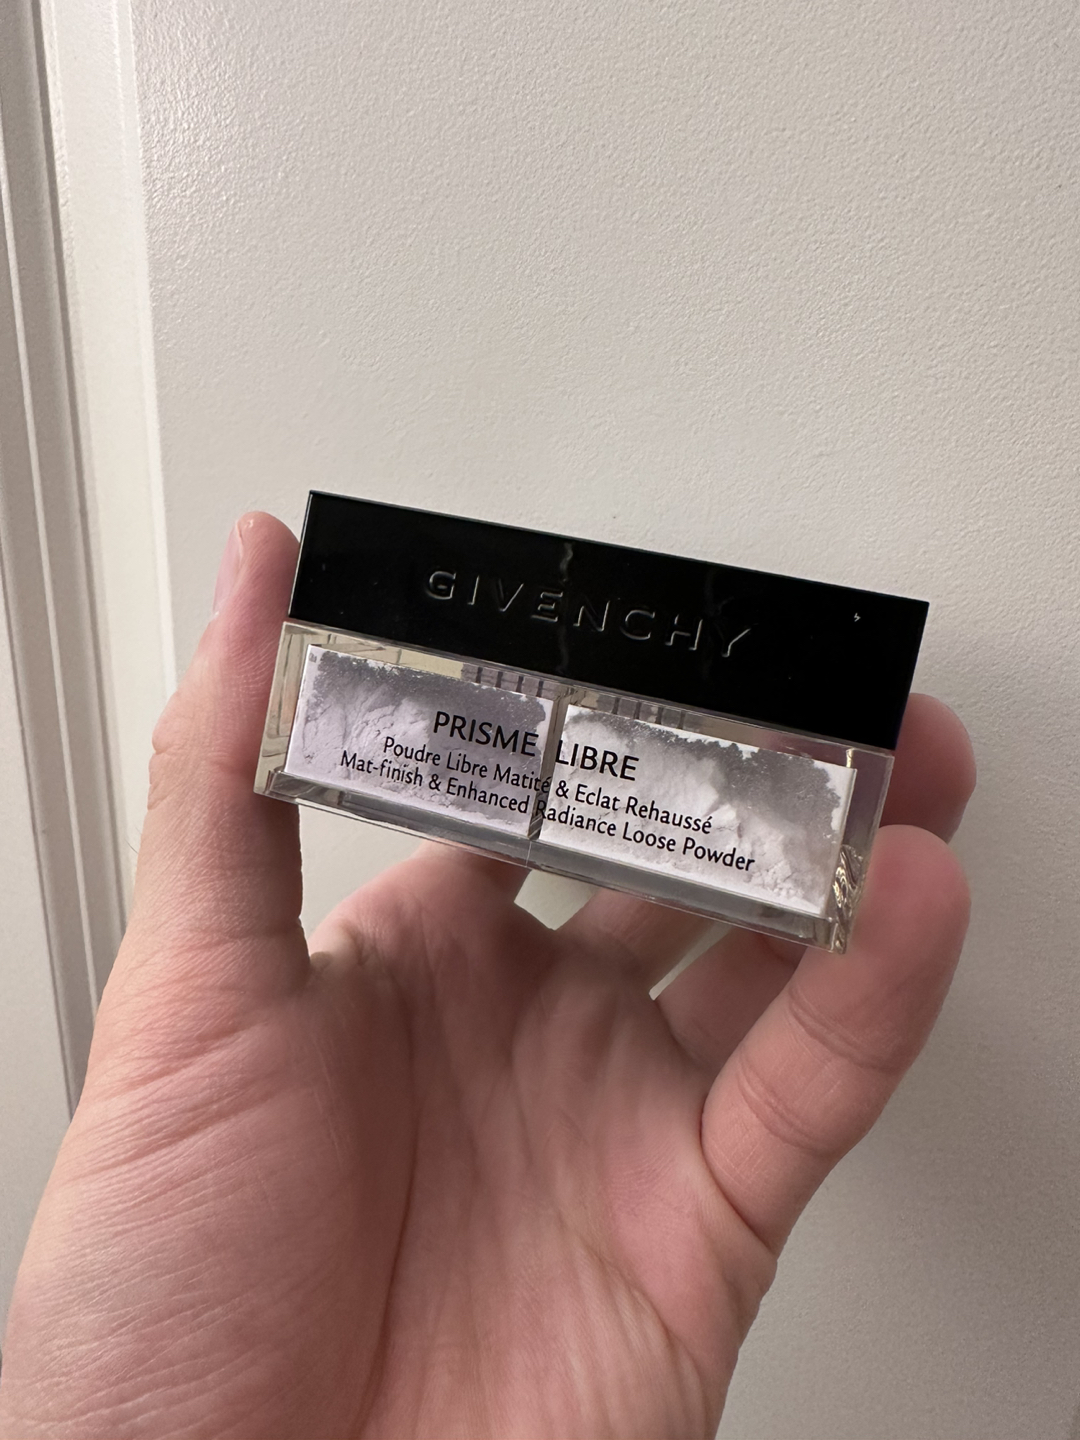 GIVENCHY
PRISME LIBRE
Poudre Libre Matité & Eclat Rehaussé
Mat-finish & Enhanced Radiance Loose Powder